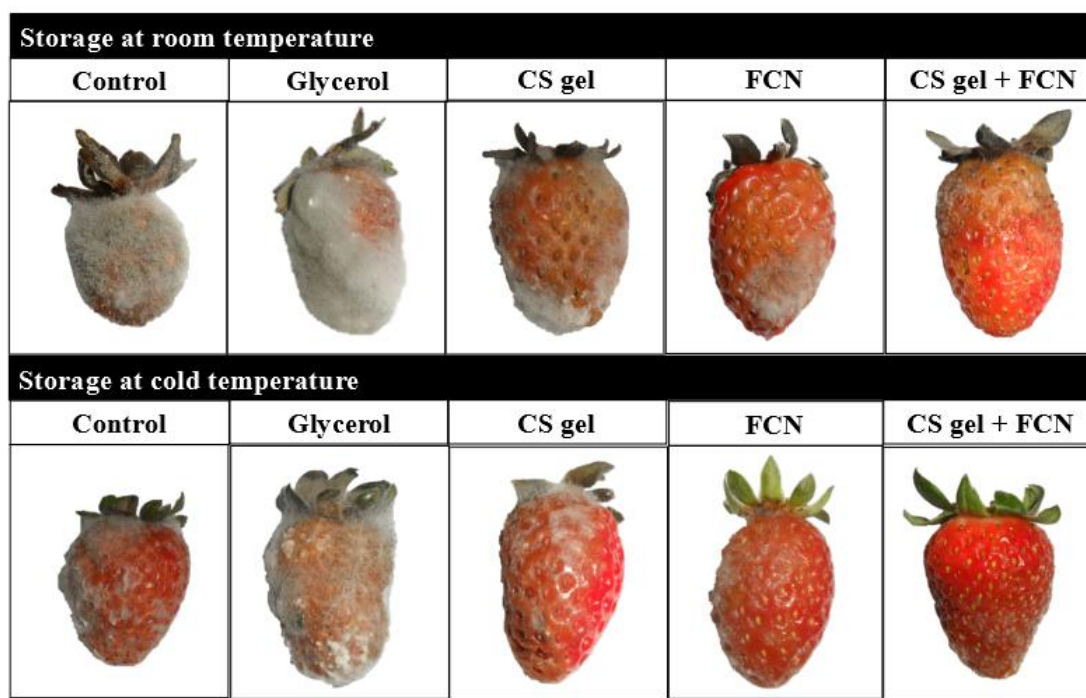 Storage at room temperature
Control Glycerol CS gel FCN CS gel + FCN
Storage at cold temperature
Control Glycerol CS gel FCN CS gel + FCN